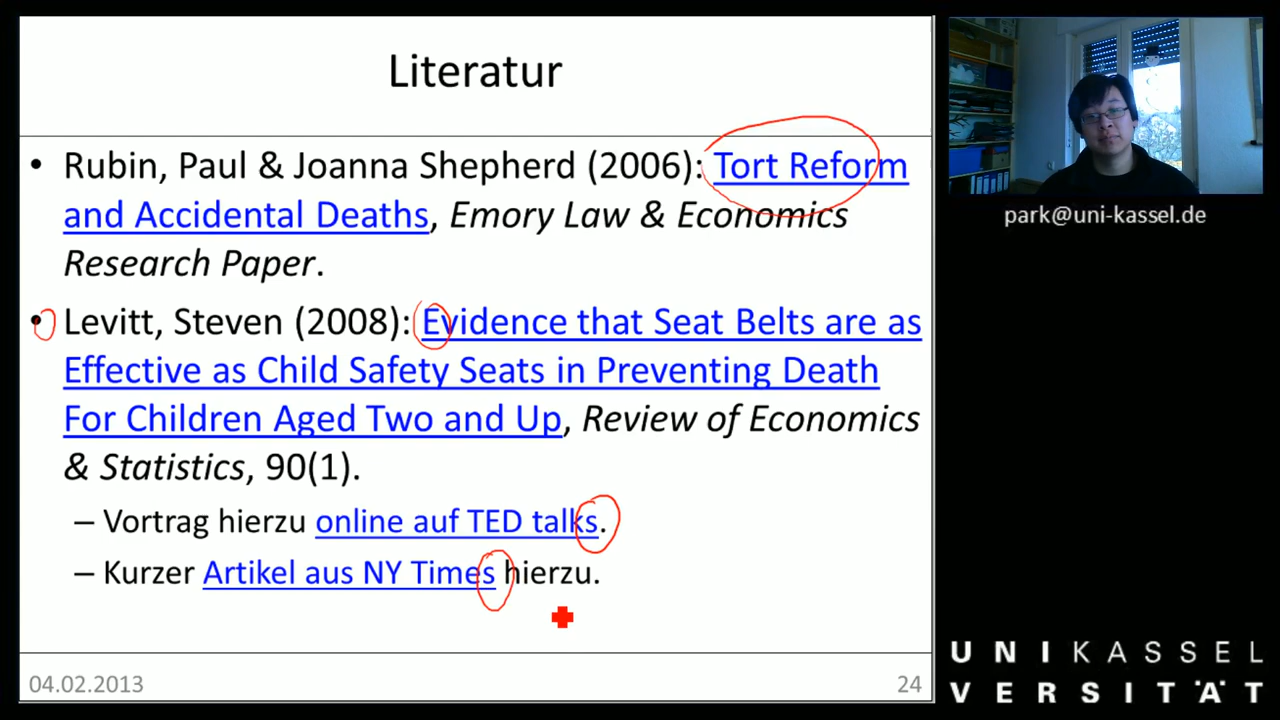 Literatur
• Rubin, Paul & Joanna Shepherd (2006): Tort Reform
and Accidental Deaths, Emory Law & Economics
Research Paper.
• Levitt, Steven (2008): Evidence that Seat Belts are as
Effective as Child Safety Seats in Preventing Death
For Children Aged Two and Up, Review of Economics
& Statistics, 90(1).
– Vortrag hierzu online auf TED talks.
– Kurzer Artikel aus NY Times hierzu.
04.02.2013
24
park@uni-kassel.de
UNIKASSEL
VERSITÄT